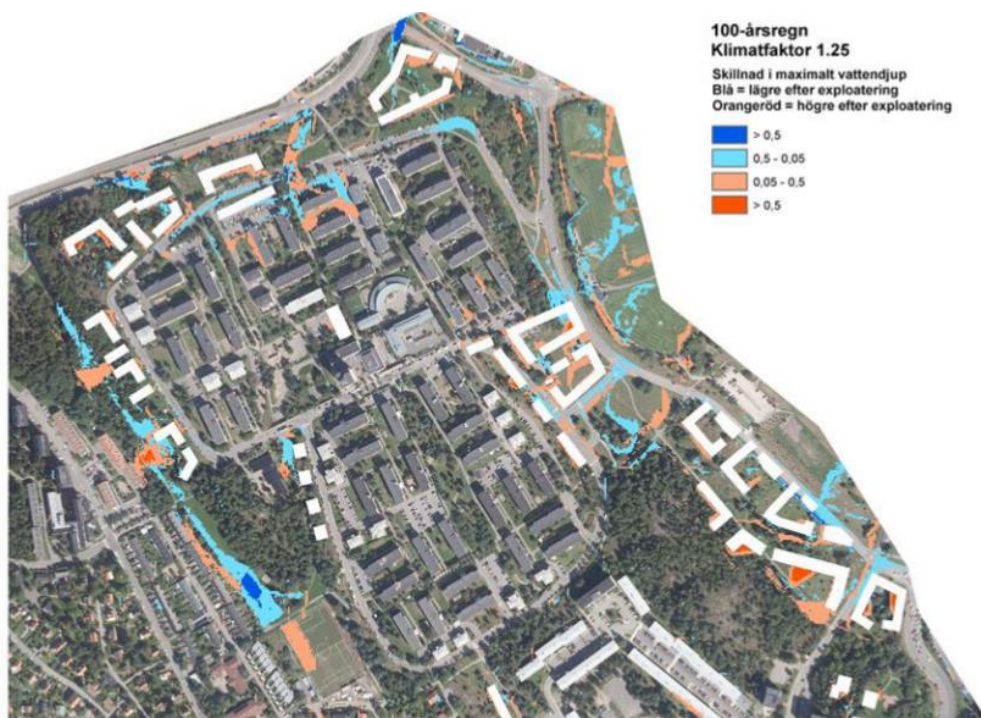 100-årsregn
Klimatfaktor 1.25
Skillnad i maximalt vattendjup
Blå = lägre efter exploatering
Orangeröd = högre efter exploatering
> 0,5
0,5 - 0,05
0,05 - 0,5
> 0,5